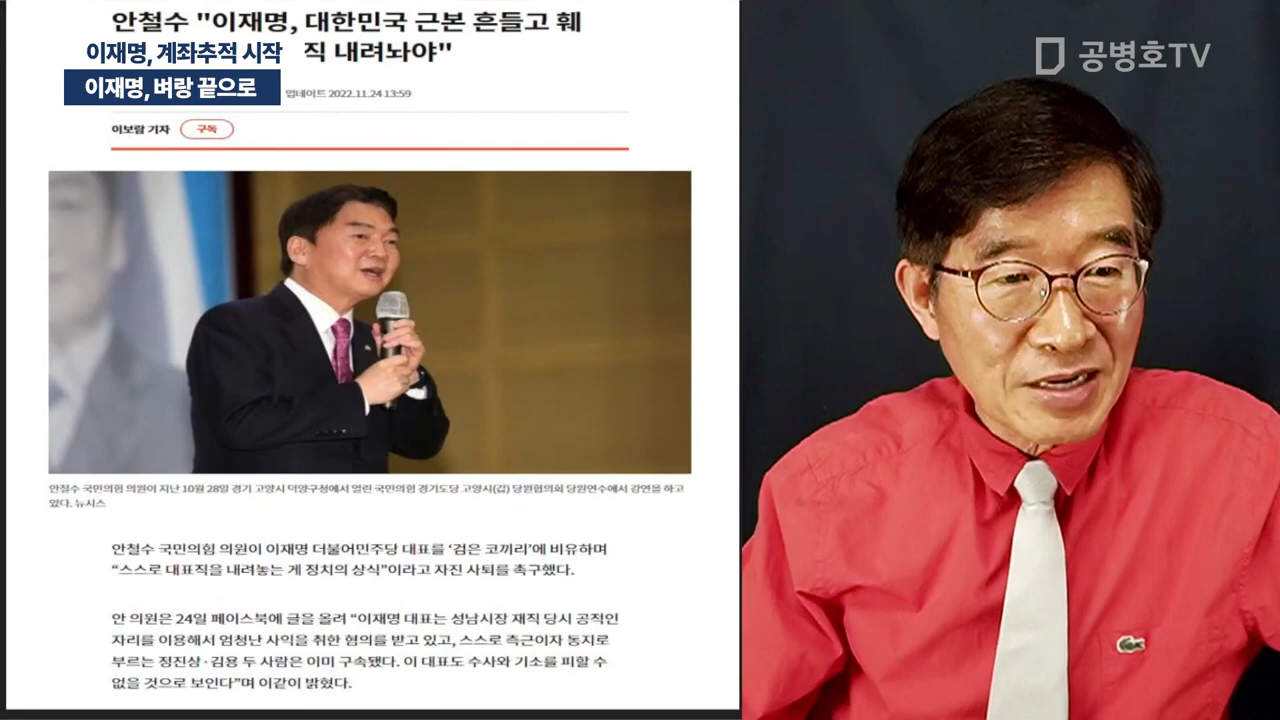 안철수 "이재명, 대한민국 근본 흔들고 훼
이재명, 계좌추적 시작
직 내려놔야"
이재명, 벼랑 끝으로
업데이트 2022.11.24 13:59
이보람 기자
구독
안철수 국민의힘 의원이 지난 10월 28일 경기 고양시 덕양구청에서 열린 국민의힘 경기도당 고양시(갑) 당원협의회 당원연수에서 강연을 하고
있다. 뉴시스
안철수 국민의힘 의원이 이재명 더불어민주당 대표를 ‘검은 코끼리’에 비유하며
“스스로 대표직을 내려놓는 게 정치의 상식”이라고 자진 사퇴를 촉구했다.
안 의원은 24일 페이스북에 글을 올려 “이재명 대표는 성남시장 재직 당시 공적인
자리를 이용해서 엄청난 사익을 취한 혐의를 받고 있고, 스스로 측근이자 동지로
부르는 정진상·김용 두 사람은 이미 구속됐다. 이 대표도 수사와 기소를 피할 수
없을 것으로 보인다”며 이같이 밝혔다.
공병호TV